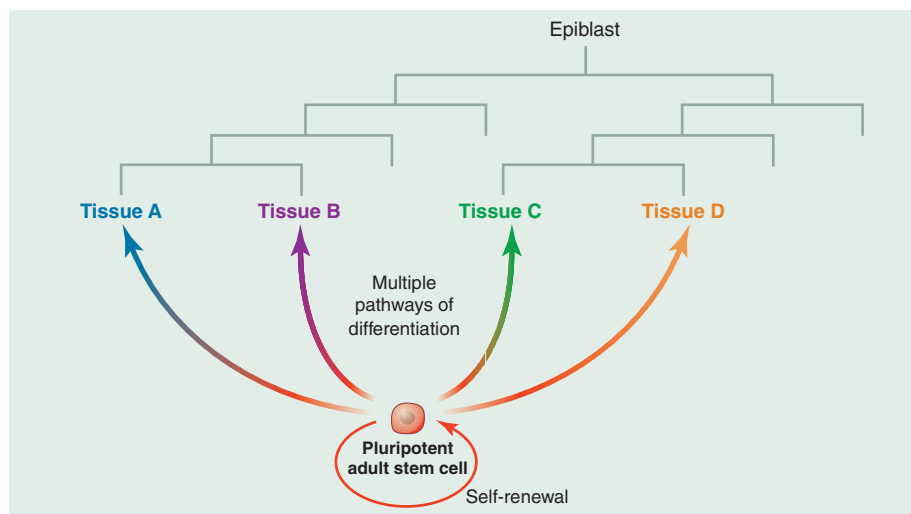 Epiblast
Tissue A
Tissue B
Tissue C
Tissue D
Multiple
pathways of
differentiation
Pluripotent
adult stem cell
Self-renewal